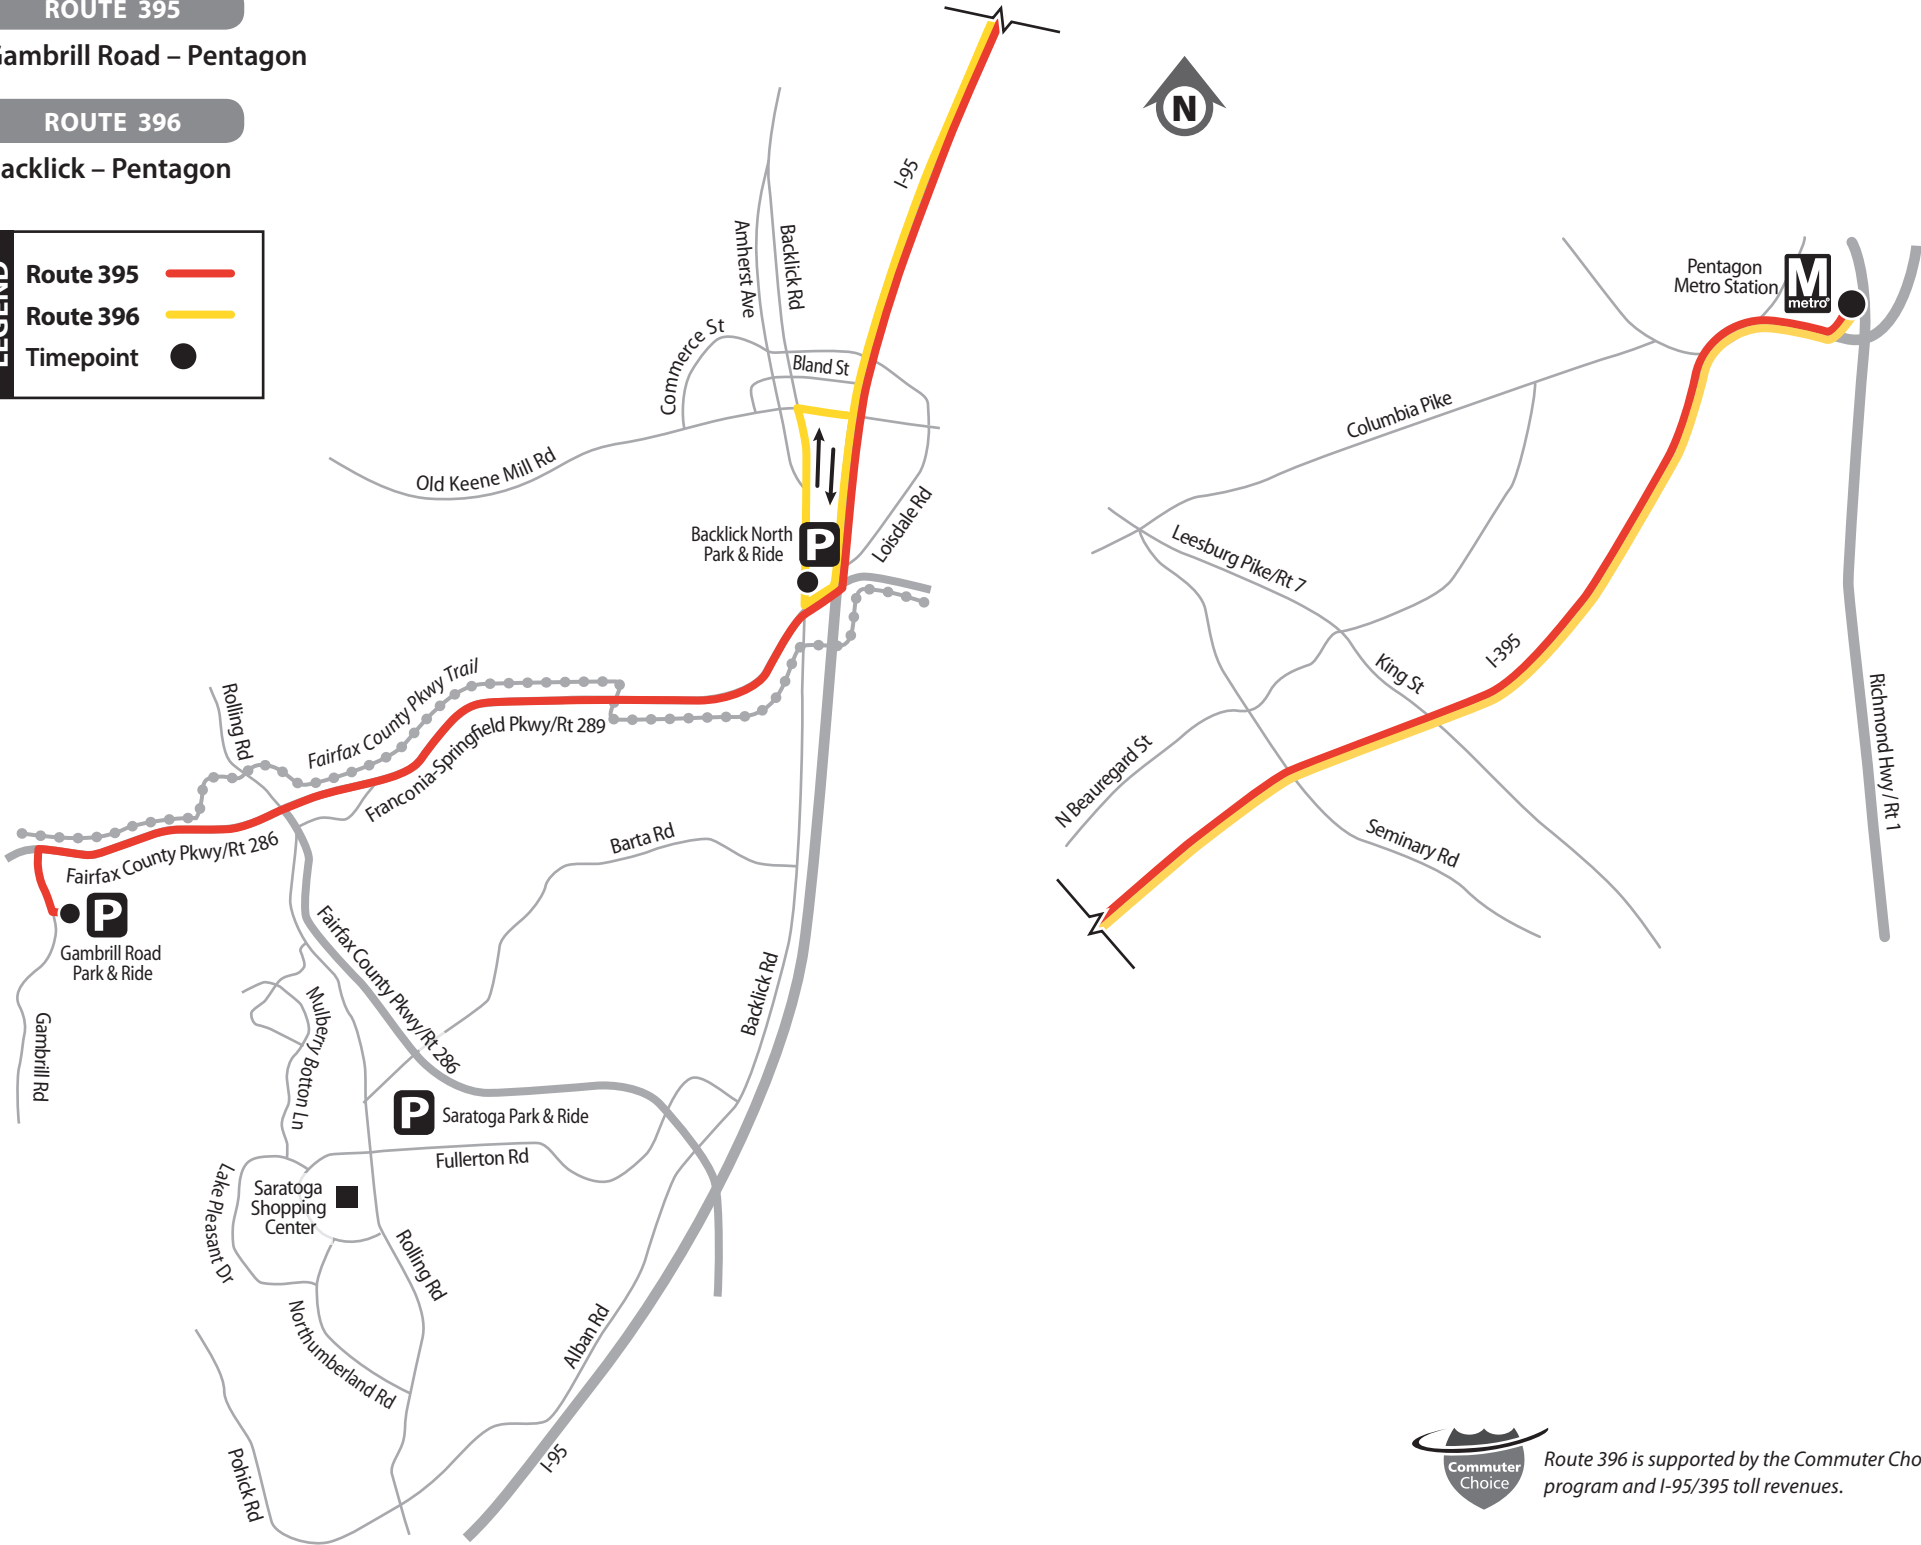 ROUTE 395
Gambrill Road – Pentagon
ROUTE 396
acklick – Pentagon
LEGEND
Route 395
Route 396
Timepoint
N
I-95
Amherst Ave
Backlick Rd
Commerce St
Bland St
Old Keene Mill Rd
Backlick North
Park & Ride
P
Loisdale Rd
Fairfax County Pkwy Trail
Rolling Rd
Franconia-Springfield Pkwy/Rt 289
Fairfax County Pkwy/Rt 286
P
Gambrill Road
Park & Ride
Gambrill Rd
Barta Rd
Fairfax County Pkwy/Rt 286
Backlick Rd
Mulberry Botton Ln
P
Saratoga Park & Ride
Fullerton Rd
Lake Pleasant Dr
Saratoga
Shopping
Center
Rolling Rd
Northumberland Rd
Alban Rd
Pohick Rd
I-95
Pentagon
Metro Station
M
metro
Columbia Pike
Leesburg Pike/Rt 7
King St
I-395
N Beauregard St
Seminary Rd
Richmond Hwy / Rt 1
Commuter
Choice
Route 396 is supported by the Commuter Cho
program and I-95/395 toll revenues.